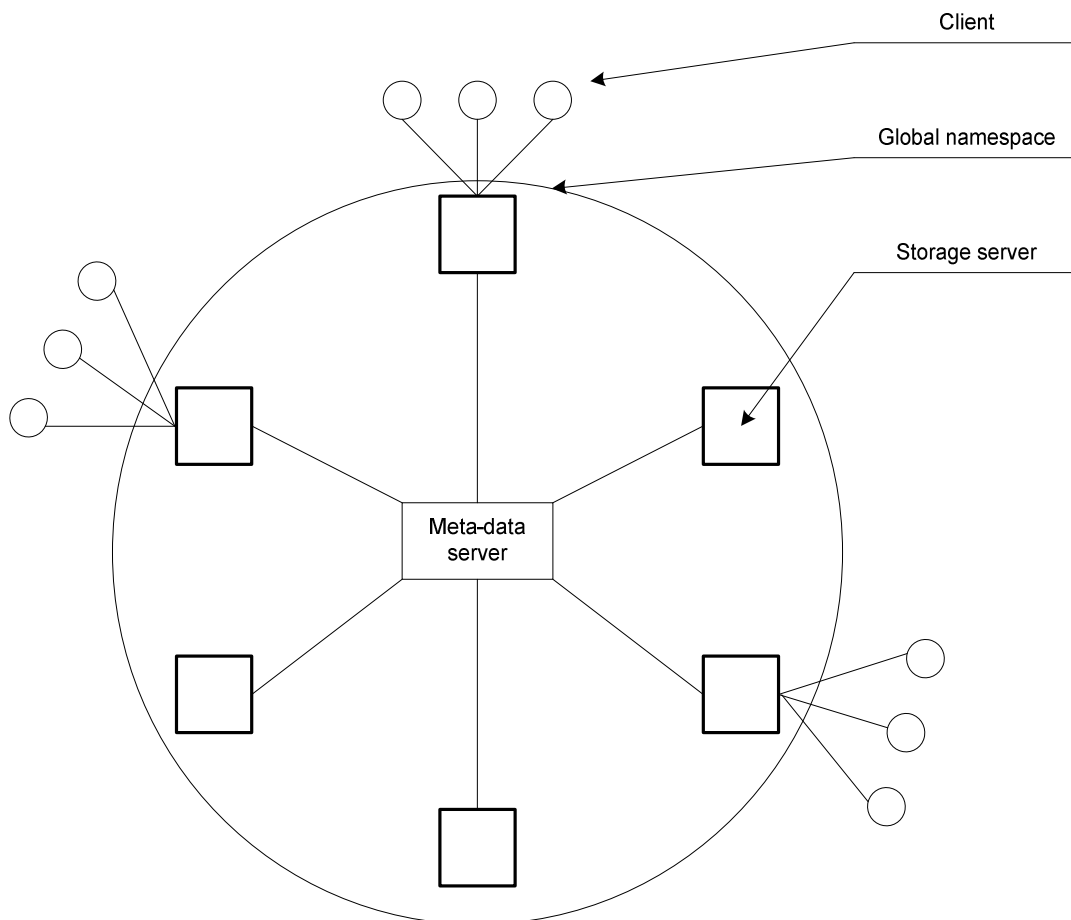 Client
Global namespace
Storage server
Meta-data
server